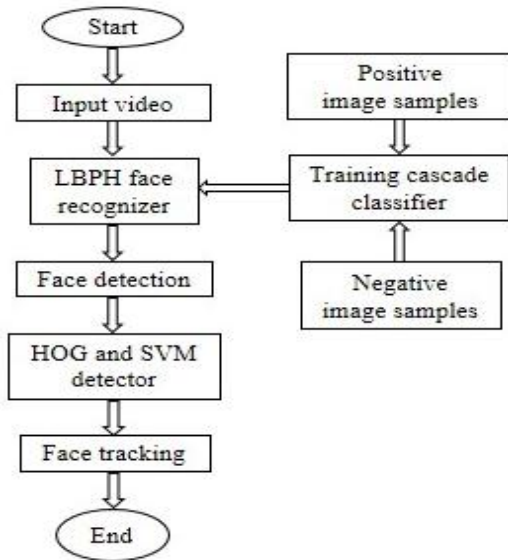 Start
Input video
LBPH face
recognizer
Face detection
HOG and SVM
detector
Face tracking
End
Positive
image samples
Training cascade
classifier
Negative
image samples